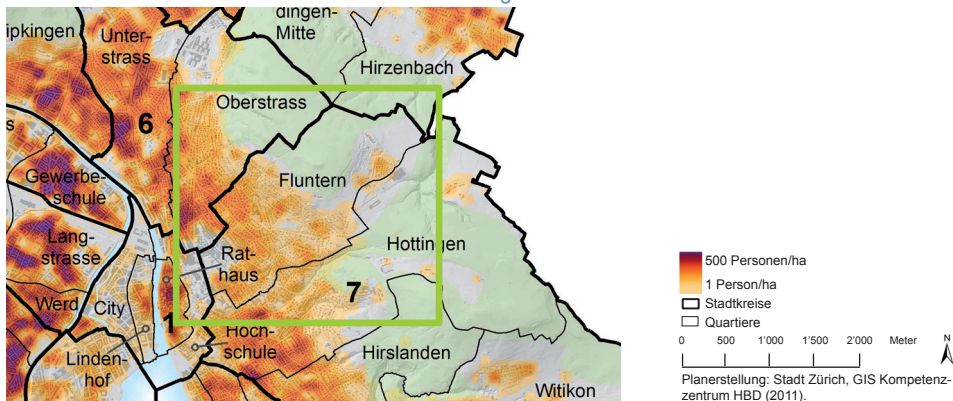 dingen-
Mitte
ipkingen
Unter-
strass
Hirzenbach
Oberstrass
6
s
Gewerbe-
schule
Fluntern
Lang-
strasse
Hottingen
Rat-
haus
7
Werd
City
1
Hoch-
schule
Linden-
hof
Hirslanden
Witikon
500 Personen/ha
1 Person/ha
Stadtkreise
Quartiere
0 500 1'000 1'500 2'000 Meter
N
Planerstellung: Stadt Zürich, GIS Kompetenz-
zentrum HBD (2011).